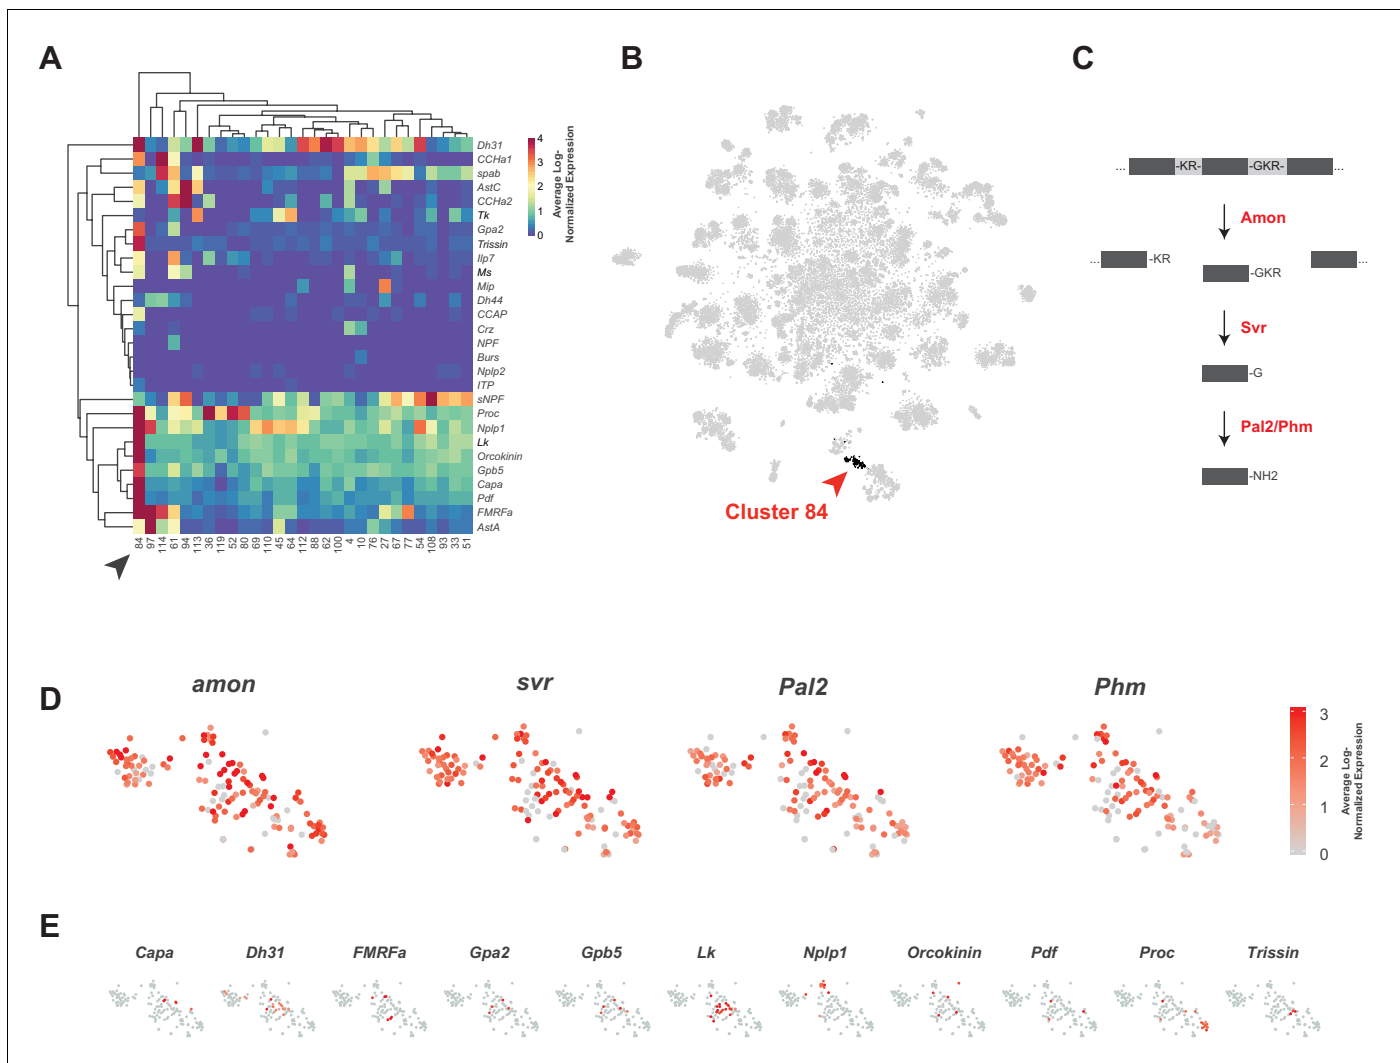 A
B
C
Dh31
CCHa1
spab
AstC
CCHa2
Tk
Gpa2
Trissin
Ilp7
Ms
Mip
Dh44
CCAP
Crz
NPF
Burs
Nplp2
ITP
sNPF
Proc
Nplp1
Lk
Orcokinin
Gpb5
Capa
Pdf
FMRFa
AstA
84 97 114 61 94 113 36 119 52 80 69 110 45 64 112 88 62 100 4 10 76 27 67 77 54 108 93 33 51
4
3
2
1
0
Average Log-
Normalized Expression
Cluster 84
... -KR- -GKR- ...
Amon
... -KR ...
-GKR
Svr
-G
Pal2/Phm
-NH2
D
amon svr Pal2 Phm
3
2
1
0
Average Log-
Normalized Expression
E
Capa Dh31 FMRFa Gpa2 Gpb5 Lk Nplp1 Orcokinin Pdf Proc Trissin